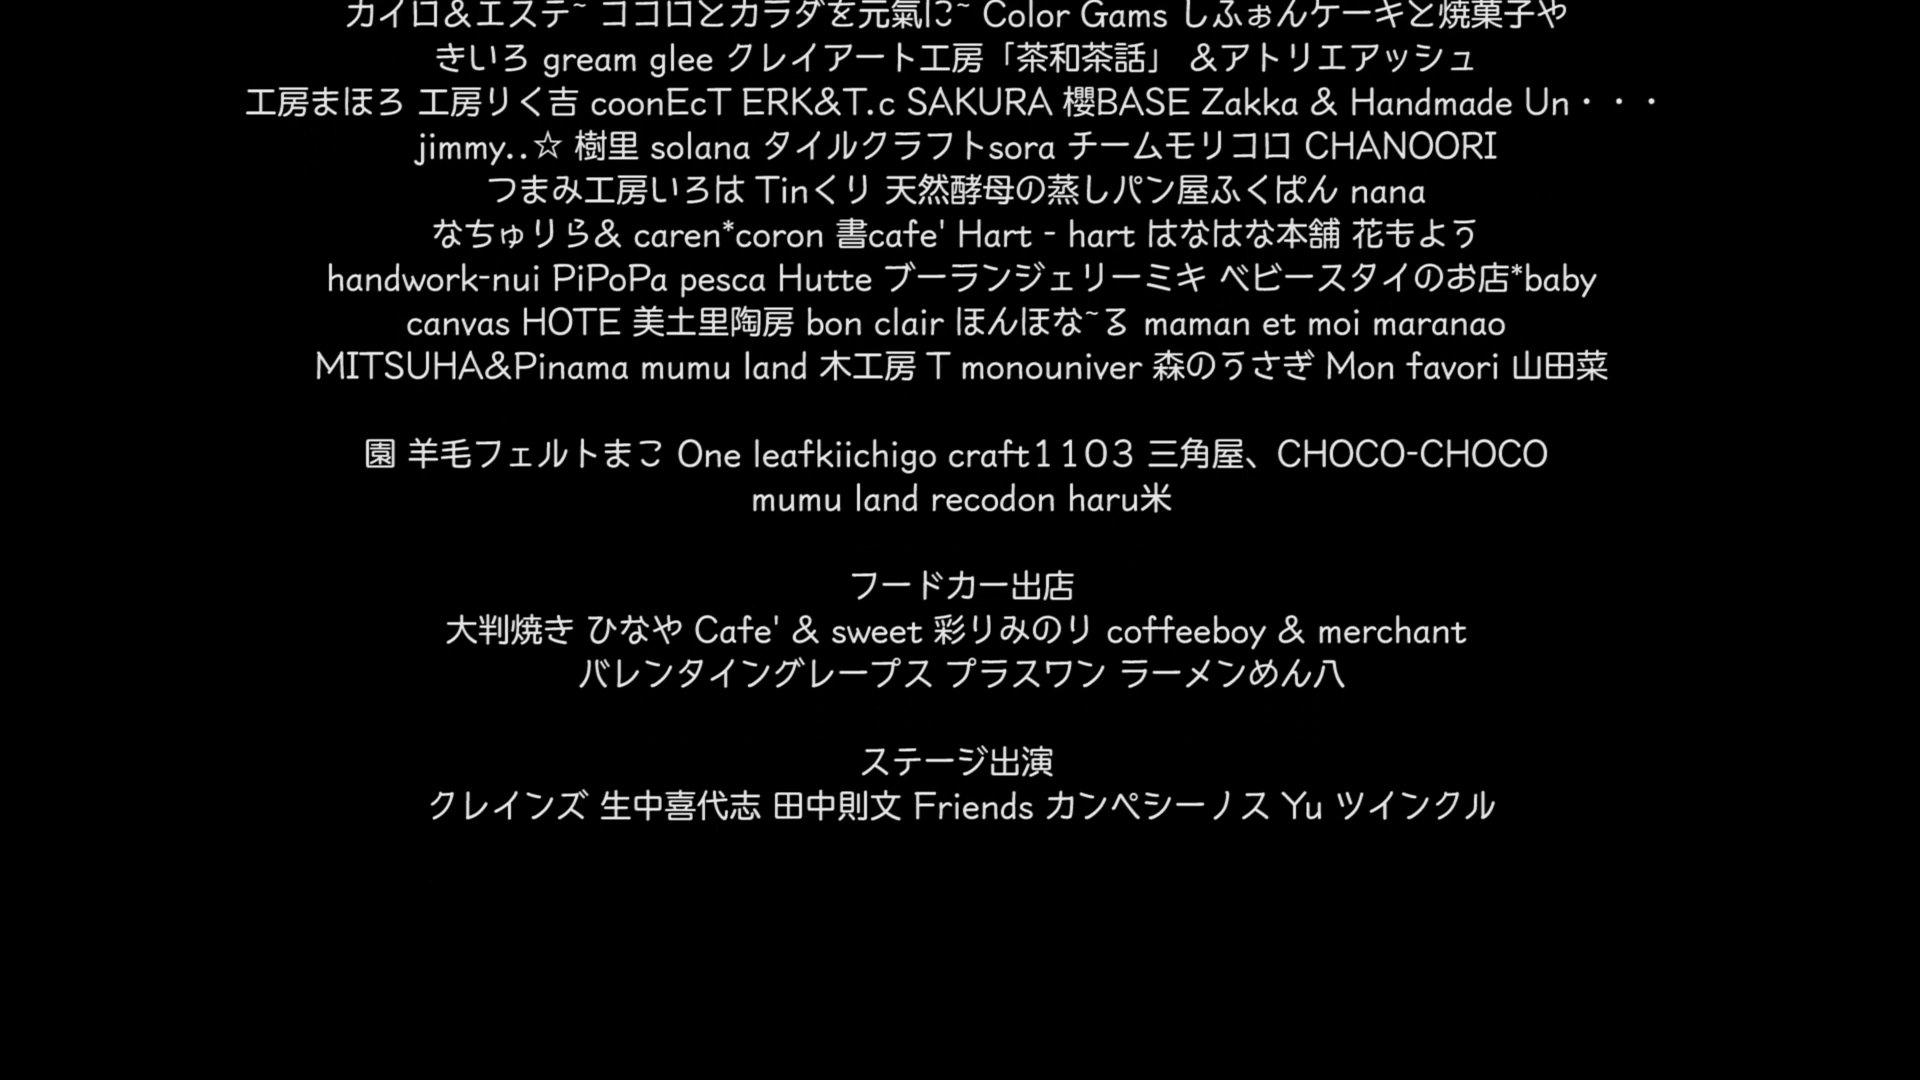 カイロ&エステ~ ココロとカラダを元氣に~ Color Gams しふぉんケーキと焼菓子や
きいろ gream glee クレイアート工房「茶和茶話」 &アトリエアッシュ
工房まほろ 工房りく吉 coonEcT ERK&T.c SAKURA 櫻BASE Zakka & Handmade Un・・・
jimmy..☆ 樹里 solana タイルクラフトsora チームモリコロ CHANOORI
つまみ工房いろは Tinくり 天然酵母の蒸しパン屋ふくぱん nana
なちゅりら& caren*coron 書cafe' Hart - hart はなはな本舗 花もよう
handwork-nui PiPoPa pesca Hutte ブーランジェリーミキ ベビースタイのお店*baby
canvas HOTE 美土里陶房 bon clair ほんほな~る maman et moi maranao
MITSUHA&Pinama mumu land 木工房 T monouniver 森のうさぎ Mon favori 山田菜
園 羊毛フェルトまこ One leafkiichigo craft1103 三角屋、CHOCO-CHOCO
mumu land recodon haru米
フードカー出店
大判焼き ひなや Cafe' & sweet 彩りみのり coffeeboy & merchant
バレンタイングレープス プラスワン ラーメンめん八
ステージ出演
クレインズ 生中喜代志 田中則文 Friends カンペシーノス Yu ツインクル